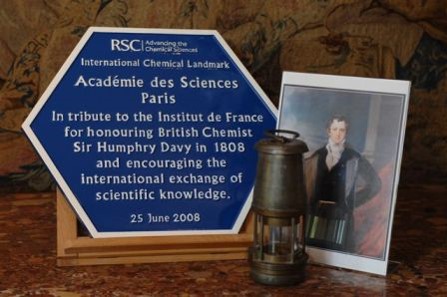 RSC | Advancing the
Chemical Sciences
International Chemical Landmark
Académie des Sciences
Paris
In tribute to the Institut de France
for honouring British Chemist
Sir Humphry Davy in 1808
and encouraging the
international exchange of
scientific knowledge.
25 June 2008